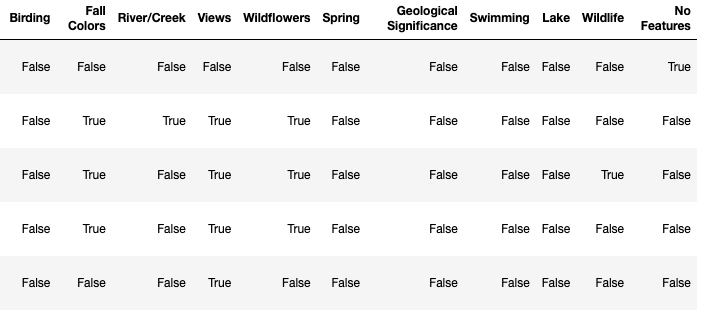 Birding Fall Colors River/Creek Views Wildflowers Spring Geological Significance Swimming Lake Wildlife No Features
False False False False False False False False False False True
False True True True True False False False False False False
False True False True True False False False False True False
False True False True True False False False False False False
False False False True False False False False False False False